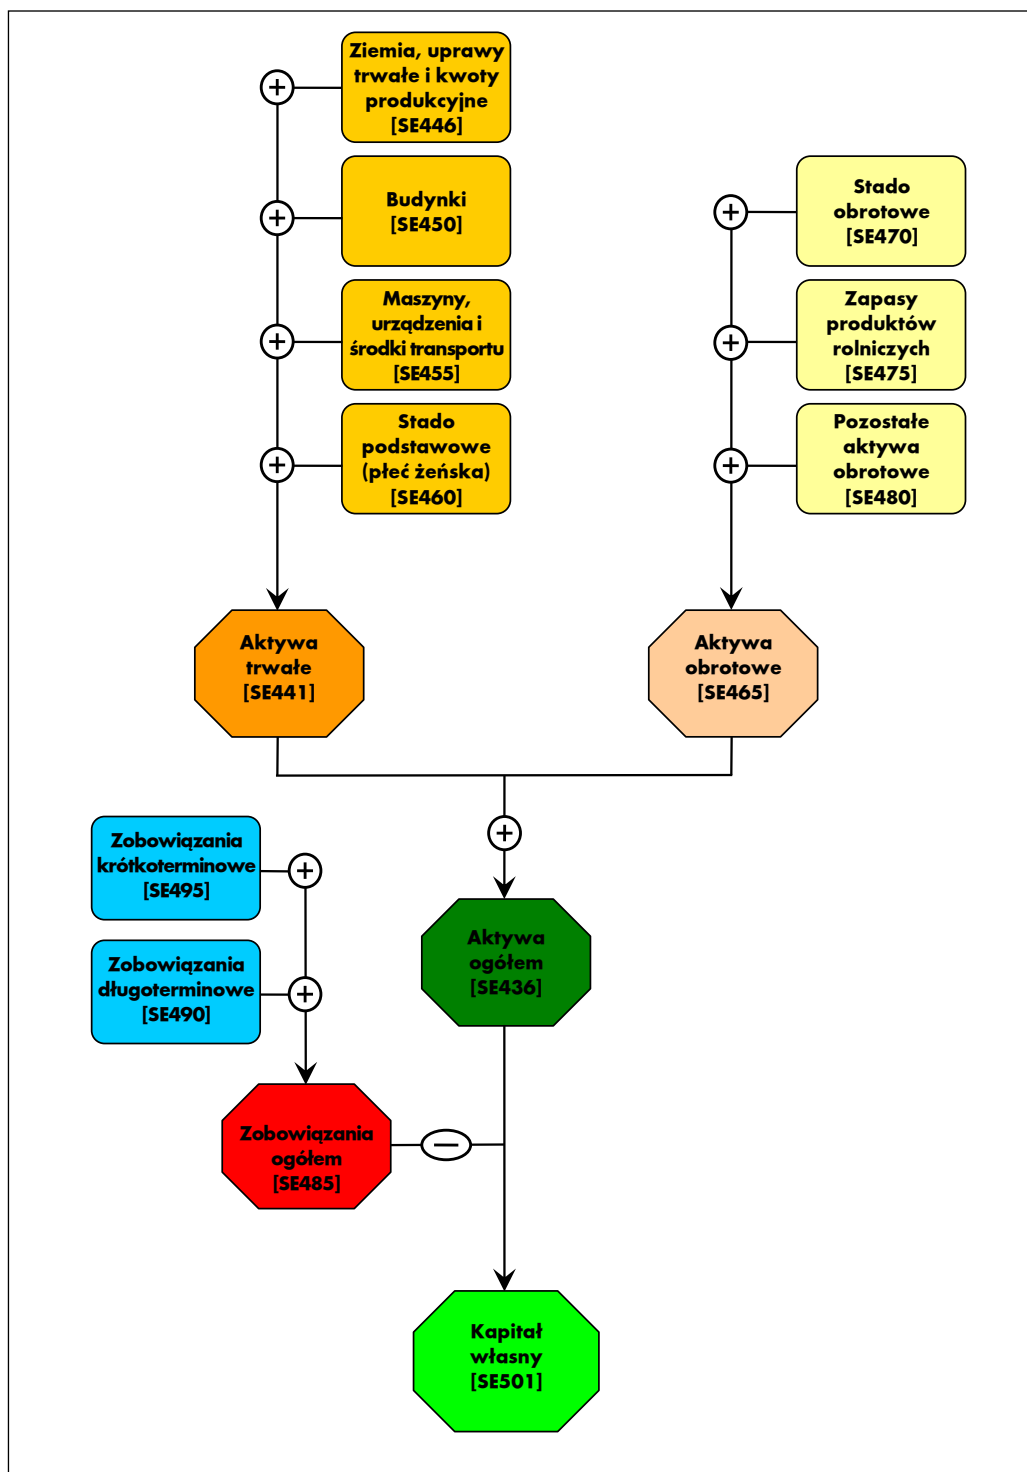 Ziemia, uprawy
trwałe i kwoty
produkcyjne
[SE446]
Budynki
[SE450]
Maszyny,
urządzenia i
środki transportu
[SE455]
Stado
podstawowe
(płeć żeńska)
[SE460]
Stado
obrotowe
[SE470]
Zapasy
produktów
rolniczych
[SE475]
Pozostałe
aktywa
obrotowe
[SE480]
Aktywa
trwałe
[SE441]
Aktywa
obrotowe
[SE465]
Zobowiązania
krótkoterminowe
[SE495]
Zobowiązania
długoterminowe
[SE490]
Aktywa
ogółem
[SE436]
Zobowiązania
ogółem
[SE485]
Kapitał
własny
[SE501]